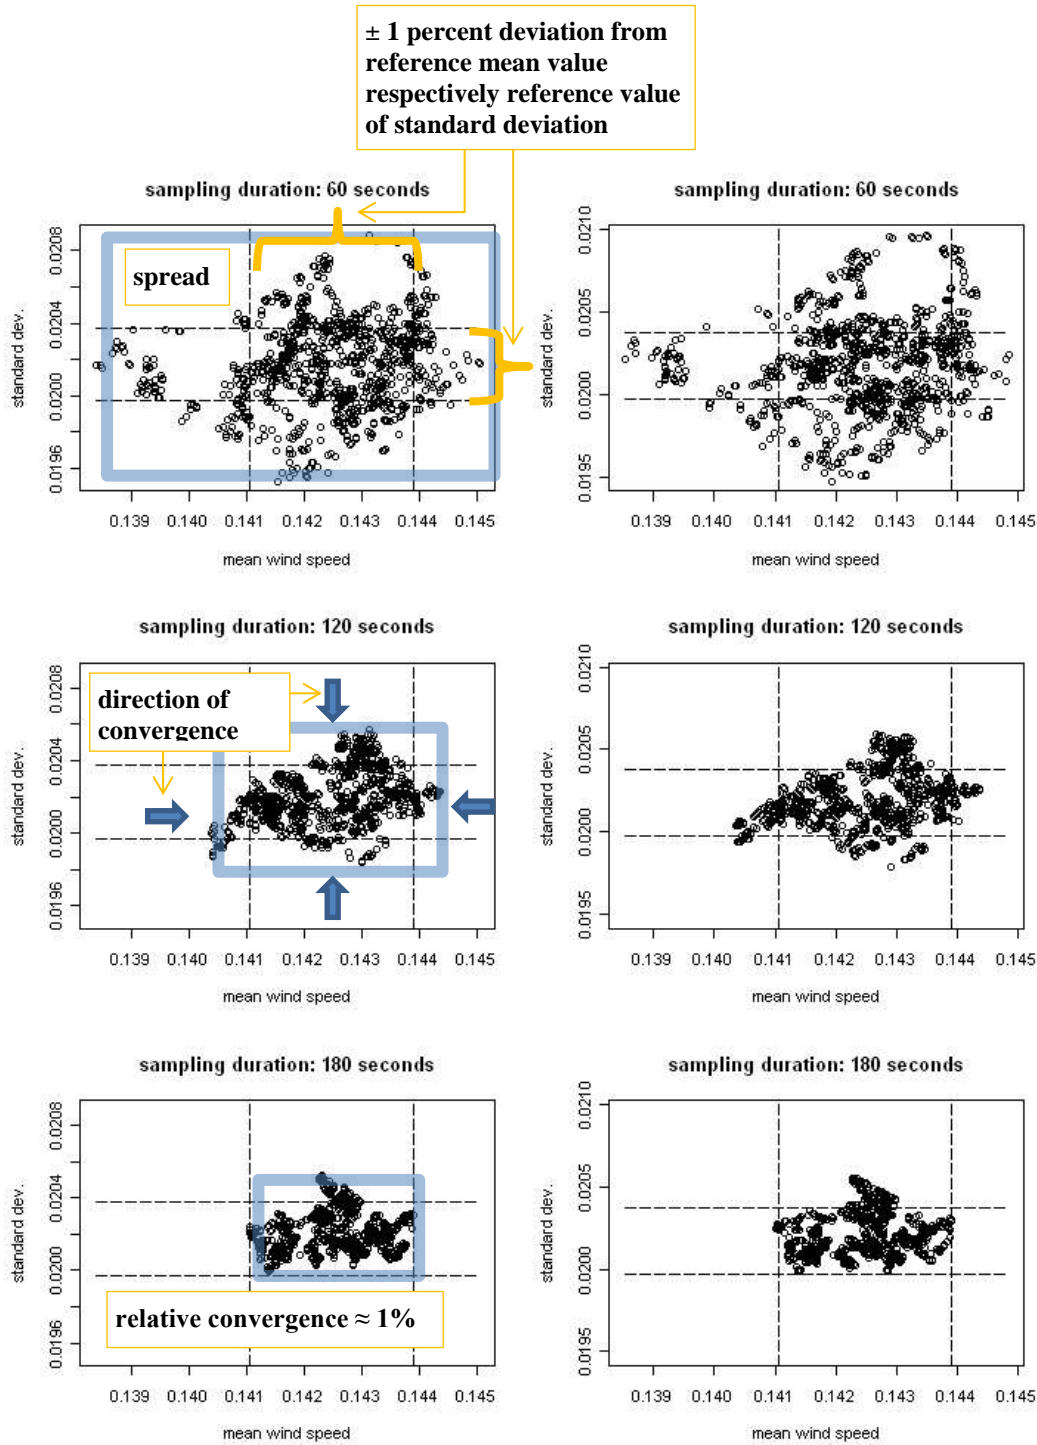 ± 1 percent deviation from
reference mean value
respectively reference value
of standard deviation
sampling duration: 60 seconds
spread
standard dev.
0.0196 0.0200 0.0204 0.0208
0.139 0.140 0.141 0.142 0.143 0.144 0.145
mean wind speed
sampling duration: 60 seconds
standard dev.
0.0195 0.0200 0.0205 0.0210
0.139 0.140 0.141 0.142 0.143 0.144 0.145
mean wind speed
sampling duration: 120 seconds
direction of
convergence
standard dev.
0.0196 0.0200 0.0204 0.0208
0.139 0.140 0.141 0.142 0.143 0.144 0.145
mean wind speed
sampling duration: 120 seconds
standard dev.
0.0195 0.0200 0.0205 0.0210
0.139 0.140 0.141 0.142 0.143 0.144 0.145
mean wind speed
sampling duration: 180 seconds
standard dev.
0.0196 0.0200 0.0204 0.0208
relative convergence ≈ 1%
0.139 0.140 0.141 0.142 0.143 0.144 0.145
mean wind speed
sampling duration: 180 seconds
standard dev.
0.0195 0.0200 0.0205 0.0210
0.139 0.140 0.141 0.142 0.143 0.144 0.145
mean wind speed